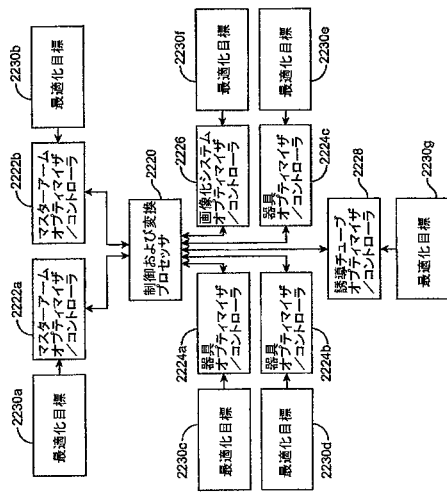 2230a
最適化目標
2222a
マスターアーム
オプティマイザ
/コントローラ
2222b
マスターアーム
オプティマイザ
/コントローラ
2230b
最適化目標
2220
制御および変換
プロセッサ
2230c
最適化目標
2224a
器具
オプティマイザ
/コントローラ
2226
画像化システム
オプティマイザ
/コントローラ
2230f
最適化目標
2230d
最適化目標
2224b
器具
オプティマイザ
/コントローラ
2224c
器具
オプティマイザ
/コントローラ
2230e
最適化目標
2228
誘導チューブ
オプティマイザ
/コントローラ
2230g
最適化目標